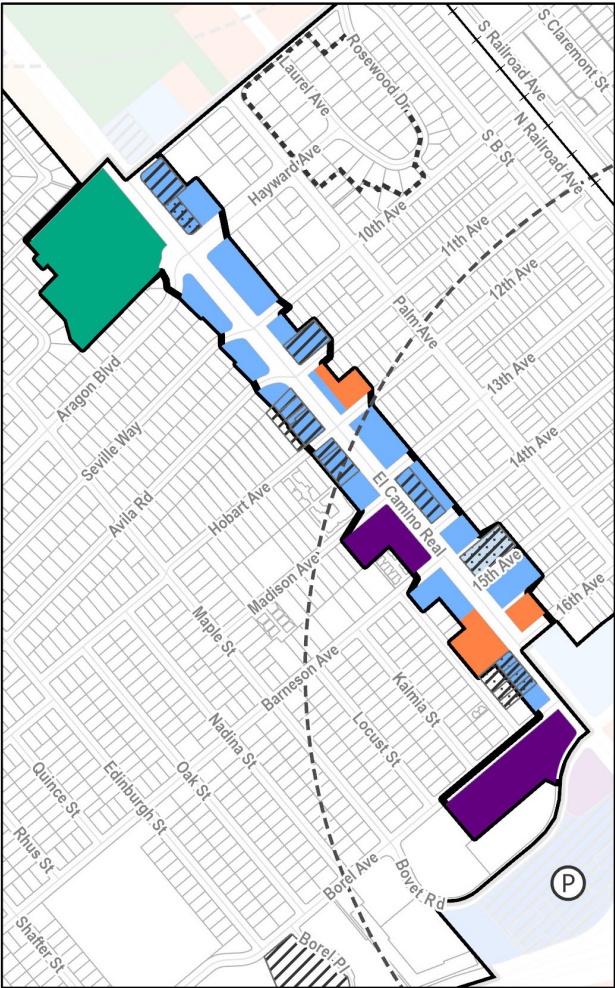 S Claremont St
S Railroad Ave
Rosewood Dr
Laurel Ave
N Railroad Ave
S B St
Hayward Ave
10th Ave
11th Ave
12th Ave
Palm Ave
13th Ave
Aragon Blvd
14th Ave
Seville Way
El Camino Real
Avila Rd
Hobart Ave
15th Ave
16th Ave
Madison Ave
Maple St
Barneson Ave
Kalmia St
Nadina St
Locust St
Oak St
Quince St
Edinburgh St
Rhus St
Borel Ave
Bovet Rd
P
Shafter St
Borel Pl